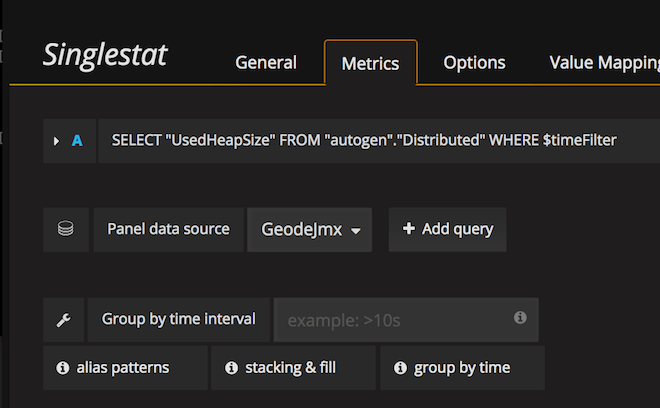 Singlestat General Metrics Options Value Mapping
A SELECT "UsedHeapSize" FROM "autogen"."Distributed" WHERE $timeFilter
Panel data source GeodeJmx + Add query
Group by time interval example: >10s
alias patterns stacking & fill group by time